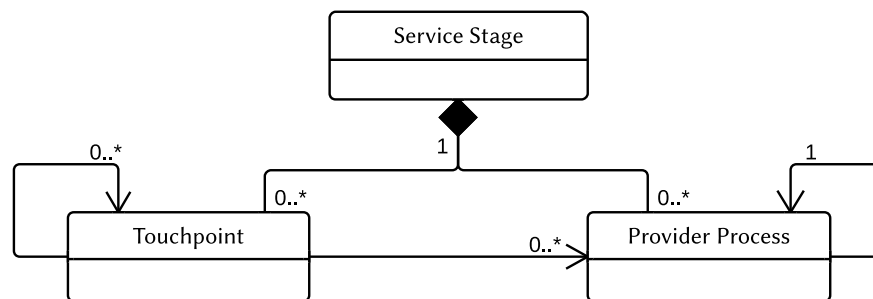 Service Stage
1
0..*
0..*
0..*
1
Touchpoint
0..*
Provider Process